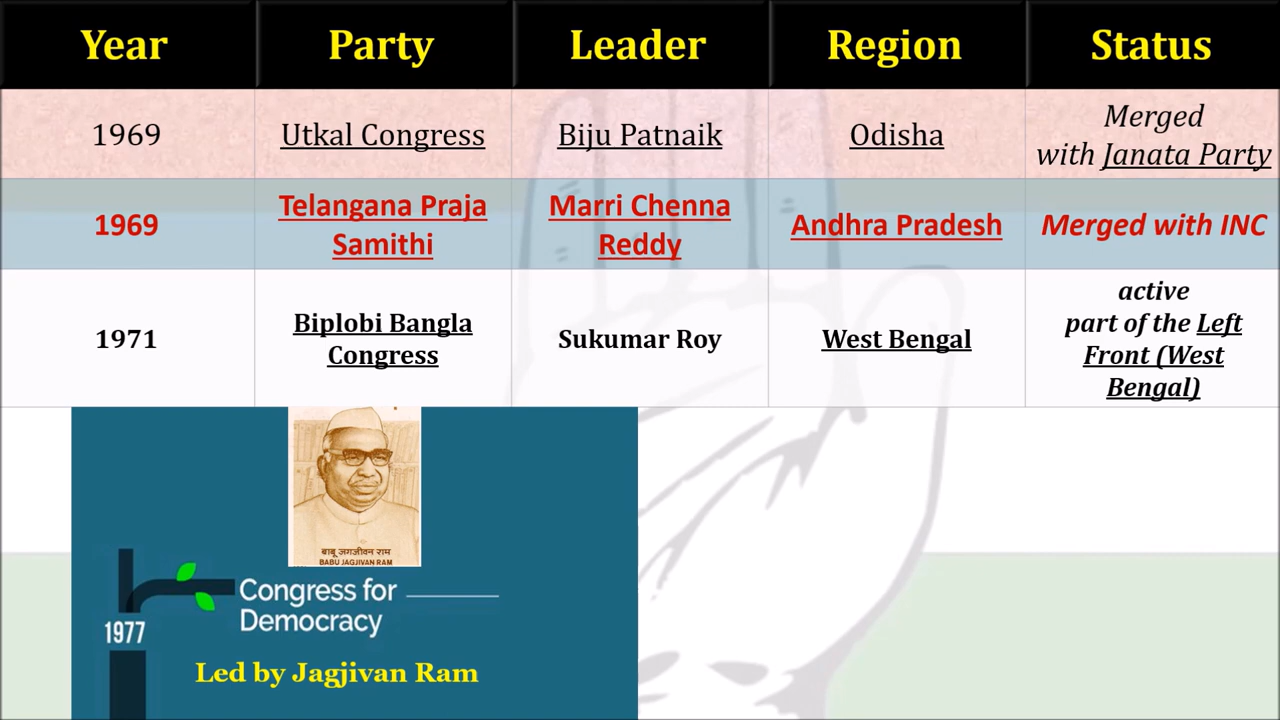 Year Party Leader Region Status
1969 Utkal Congress Biju Patnaik Odisha Merged
with Janata Party
1969 Telangana Praja
Samithi Marri Chenna
Reddy Andhra Pradesh Merged with INC
1971 Biplobi Bangla
Congress Sukumar Roy West Bengal active
part of the Left
Front (West
Bengal)
बाबू जगजीवन राम
BABU JAGJIVAN RAM
Congress for
Democracy
1977
Led by Jagjivan Ram